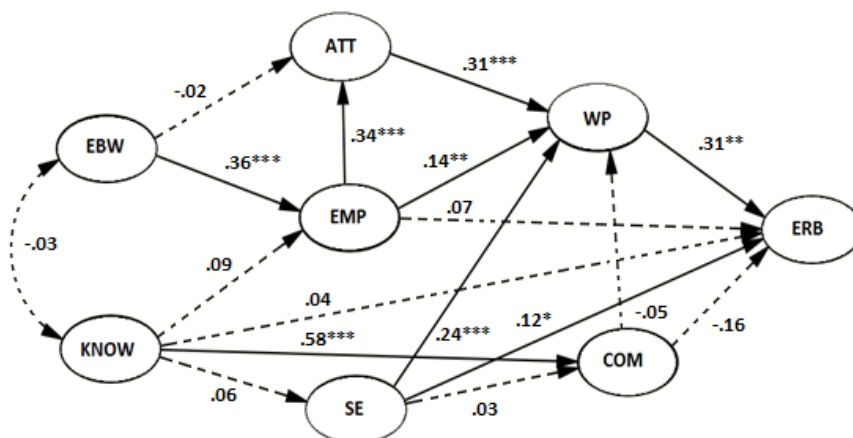 ATT
.31***
-.02
WP
EBW
.34***
.31**
.36***
.14**
EMP
.07
ERB
-.03
.09
.04
.12*
-.05
-.16
KNOW
.58***
.24***
COM
.06
SE
.03